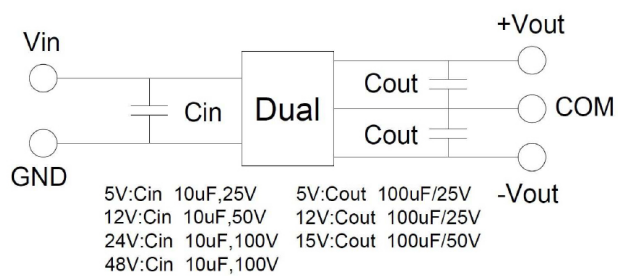 +Vout
Vin
Cout
Cin
Dual
COM
Cout
GND
-Vout
5V:Cin 10uF,25V 5V:Cout 100uF/25V
12V:Cin 10uF,50V 12V:Cout 100uF/25V
24V:Cin 10uF,100V 15V:Cout 100uF/50V
48V:Cin 10uF,100V